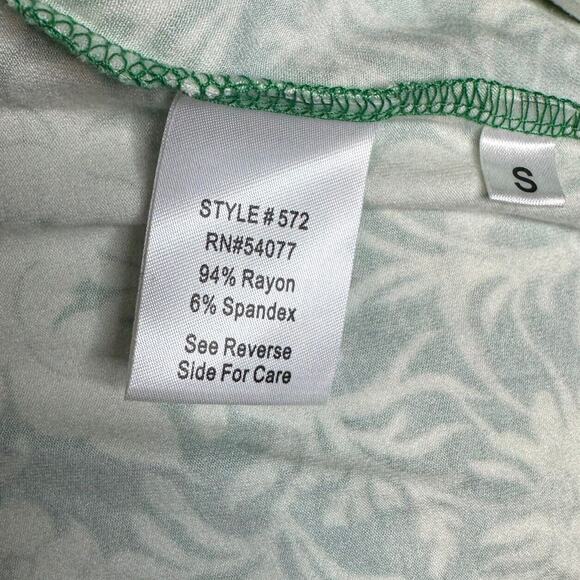 STYLE # 572
RN#54077
94% Rayon
6% Spandex
See Reverse
Side For Care
S